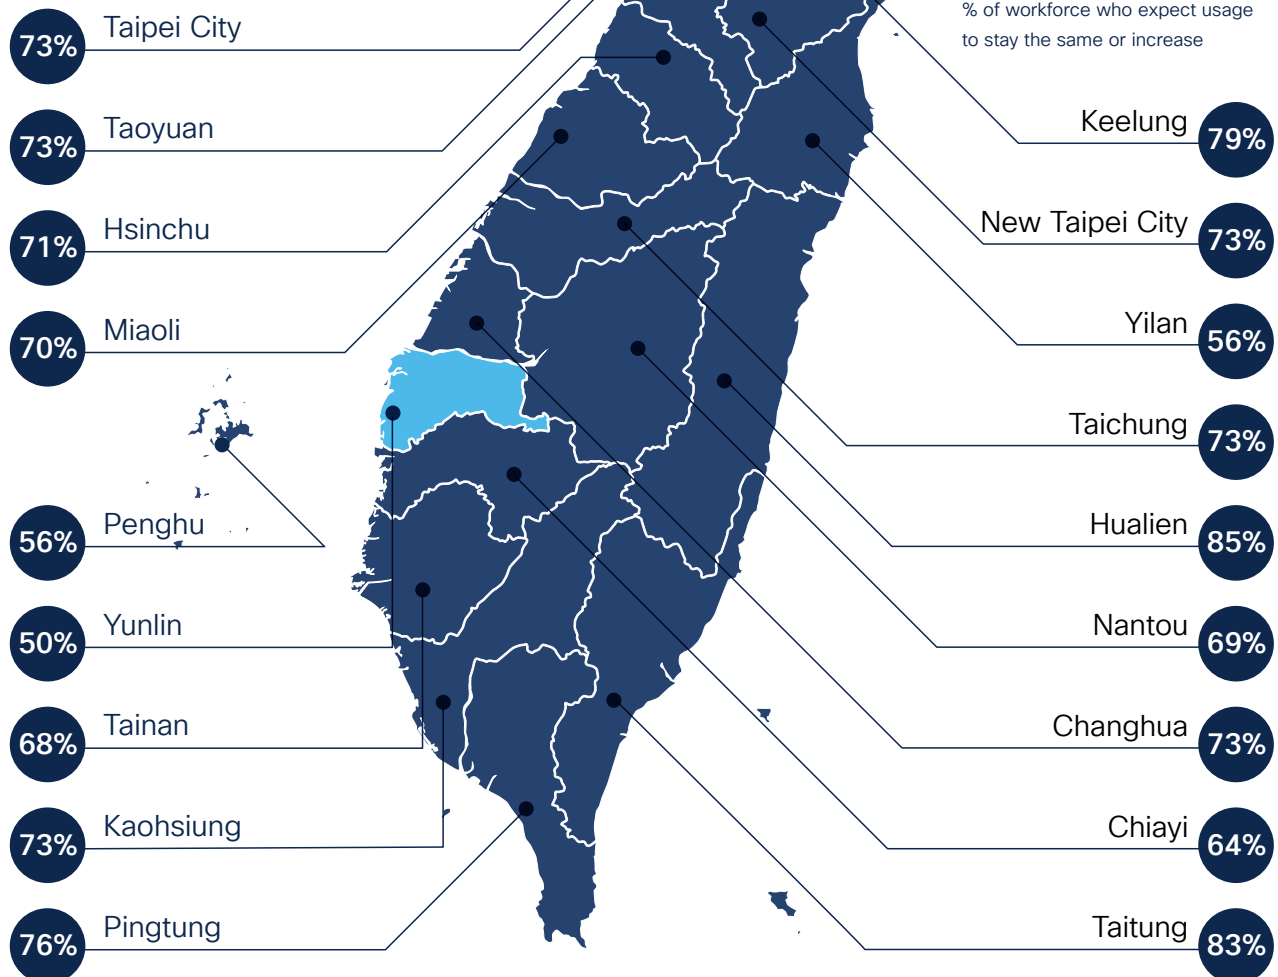 % of workforce who expect usage
to stay the same or increase
73% Taipei City
73% Taoyuan
71% Hsinchu
70% Miaoli
56% Penghu
50% Yunlin
68% Tainan
73% Kaohsiung
76% Pingtung
Keelung 79%
New Taipei City 73%
Yilan 56%
Taichung 73%
Hualien 85%
Nantou 69%
Changhua 73%
Chiayi 64%
Taitung 83%